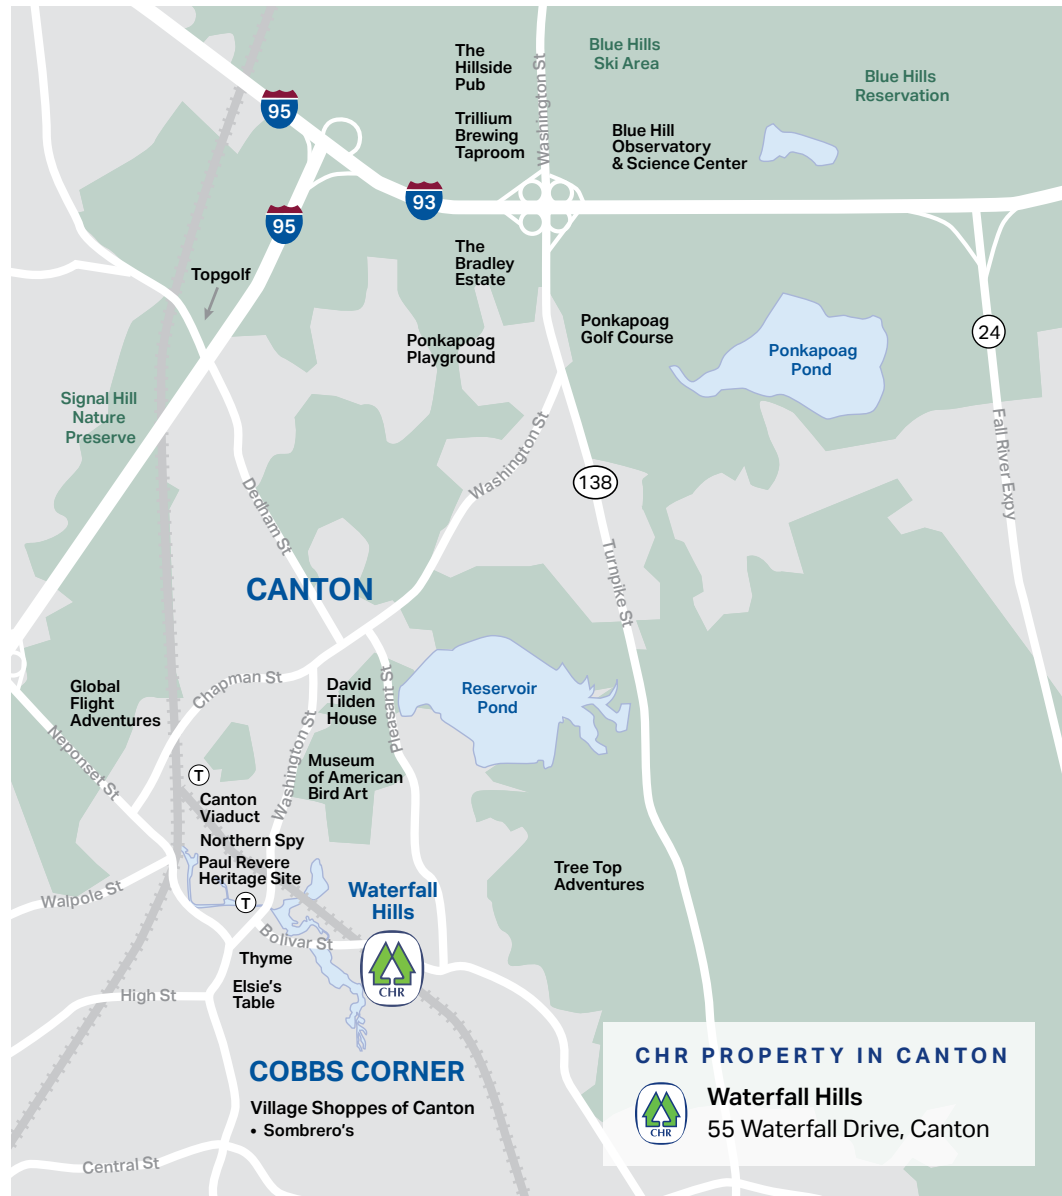 The
Hillside
Pub
Washington St
Blue Hills
Ski Area
Blue Hills
Reservation
95
Trillium
Brewing
Taproom
Blue Hill
Observatory
& Science Center
93
95
The
Bradley
Estate
Topgolf
Ponkapoag
Golf Course
24
Ponkapoag
Playground
Ponkapoag
Pond
Signal Hill
Nature
Preserve
Fall River Expy
Washington St
138
Dedham St
Turnpike St
CANTON
Chapman St
Pleasant St
Global
Flight
Adventures
David
Tilden
House
Reservoir
Pond
Neponset St
Washington St
Museum
of American
Bird Art
T
Canton
Viaduct
Northern Spy
Paul Revere
Heritage Site
Tree Top
Adventures
Walpole St
T
Waterfall
Hills
Bolivar St
Thyme
CHR
Elsie's
Table
High St
COBBS CORNER
Village Shoppes of Canton
• Sombrero's
Central St
CHR PROPERTY IN CANTON
CHR
Waterfall Hills
55 Waterfall Drive, Canton